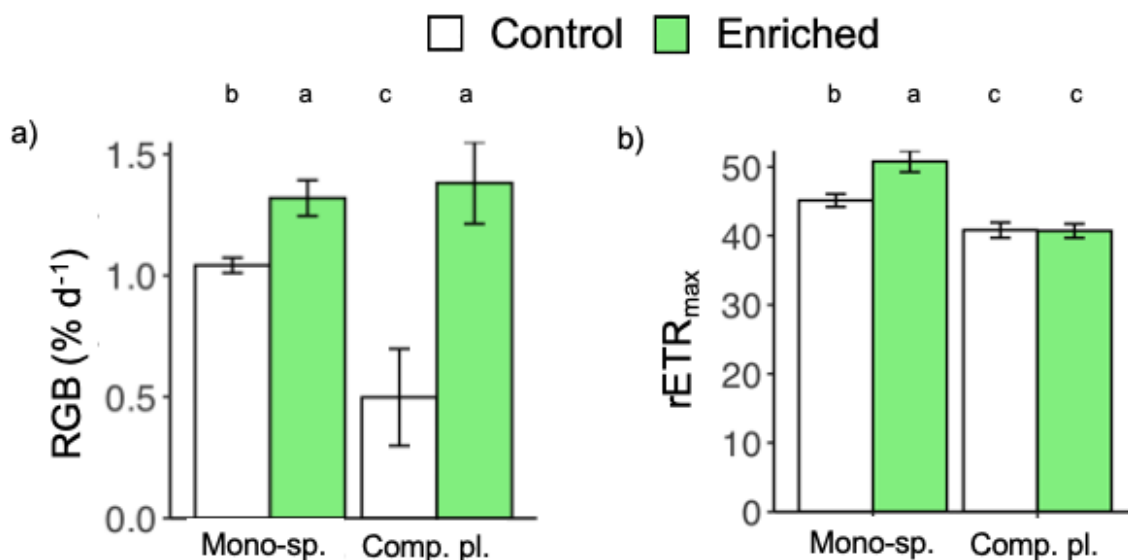 Control Enriched
b a c a
b a c c
a)
b)
1.5
1.0
0.5
0.0
RGB (% d-1)
Mono-sp. Comp. pl.
50
40
30
20
10
0
rETRmax
Mono-sp. Comp. pl.